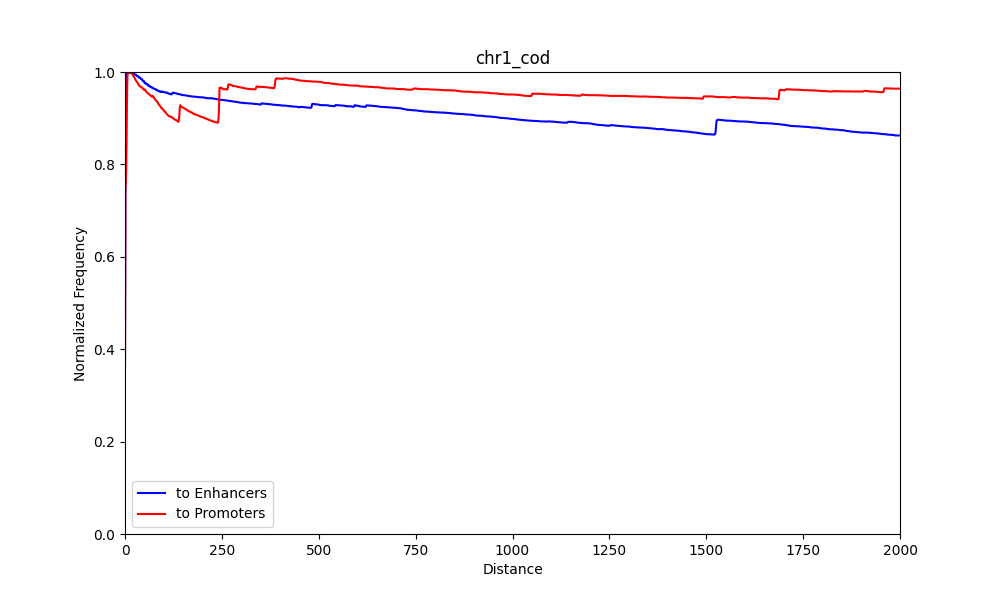 chr1_cod
Normalized Frequency
1.0
0.8
0.6
0.4
0.2
0.0
to Enhancers
to Promoters
0 250 500 750 1000 1250 1500 1750 2000
Distance